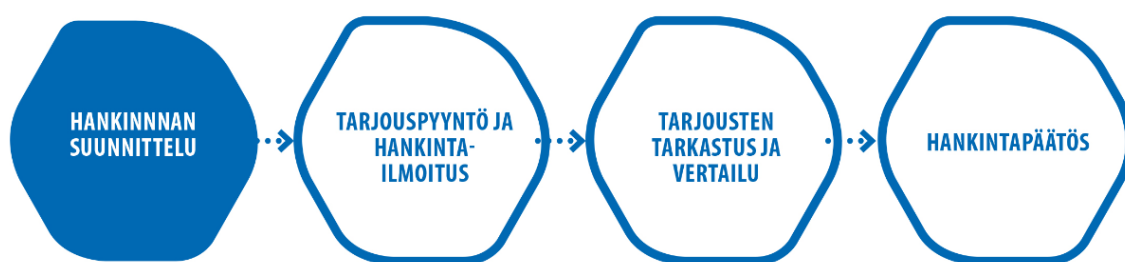 HANKINNNAN
SUUNNITTELU
TARJOUSPYYNTÖ JA
HANKINTA-
ILMOITUS
TARJOUSTEN
TARKASTUS JA
VERTAILU
HANKINTAPÄÄTÖS